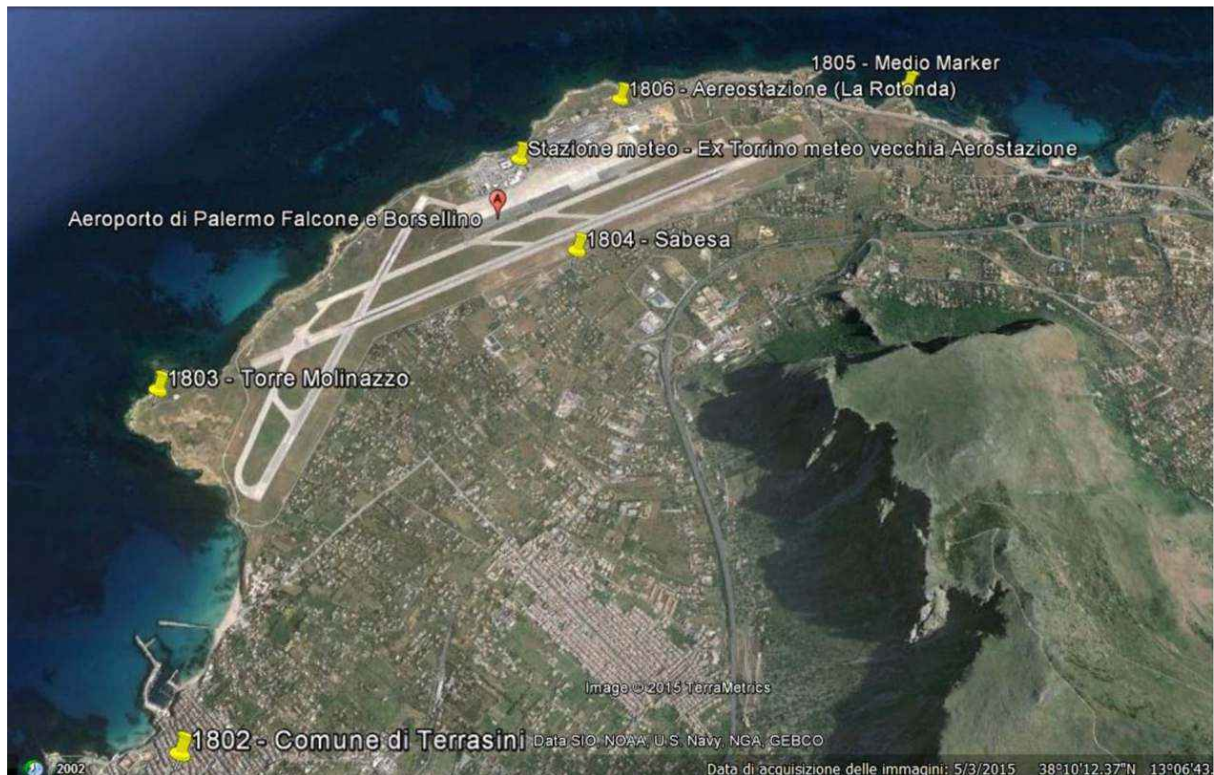 1805 - Medio Marker
1806 - Aereostazione (La Rotonda)
Stazione meteo - Ex Torrino meteo vecchia Aerostazione
A
Aeroporto di Palermo Falcone e Borsellino
1804 - Sabesa
1803 - Torre Molinazzo
Image © 2015 TerraMetrics
1802 - Comune di Terrasini Data SIO, NOAA, U.S. Navy, NGA, GEBCO
2002 Data di acquisizione delle immagini: 5/3/2015 38°10'12.37"N 13°06'43